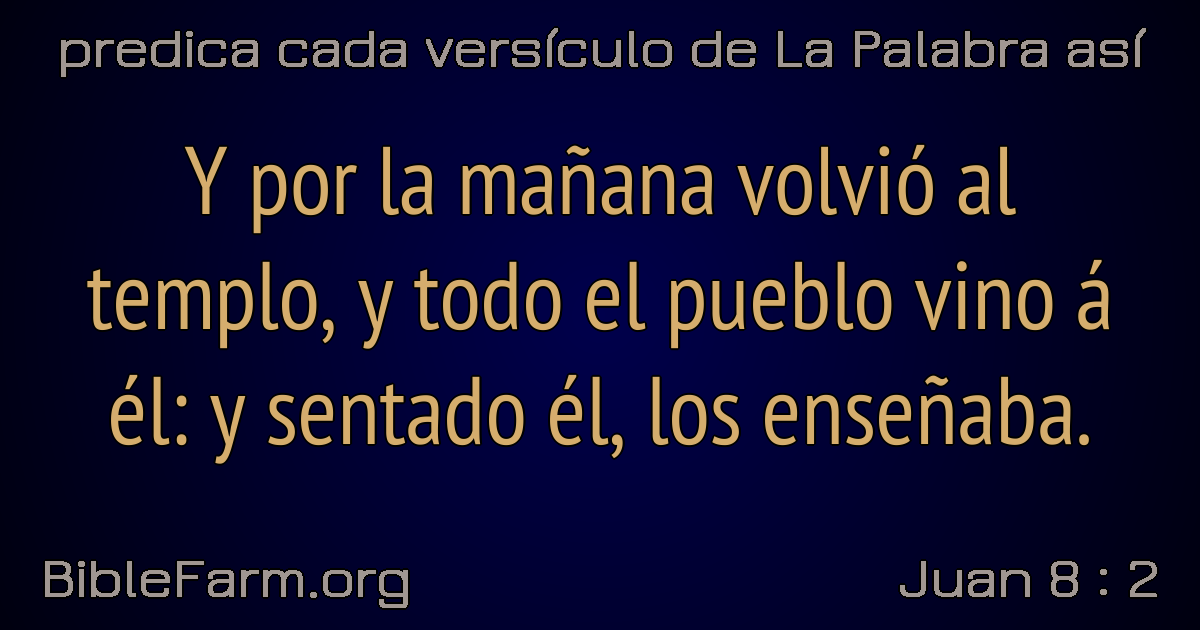 predica cada versículo de La Palabra así
Y por la mañana volvió al
templo, y todo el pueblo vino á
él: y sentado él, los enseñaba.
BibleFarm.org
Juan 8 : 2